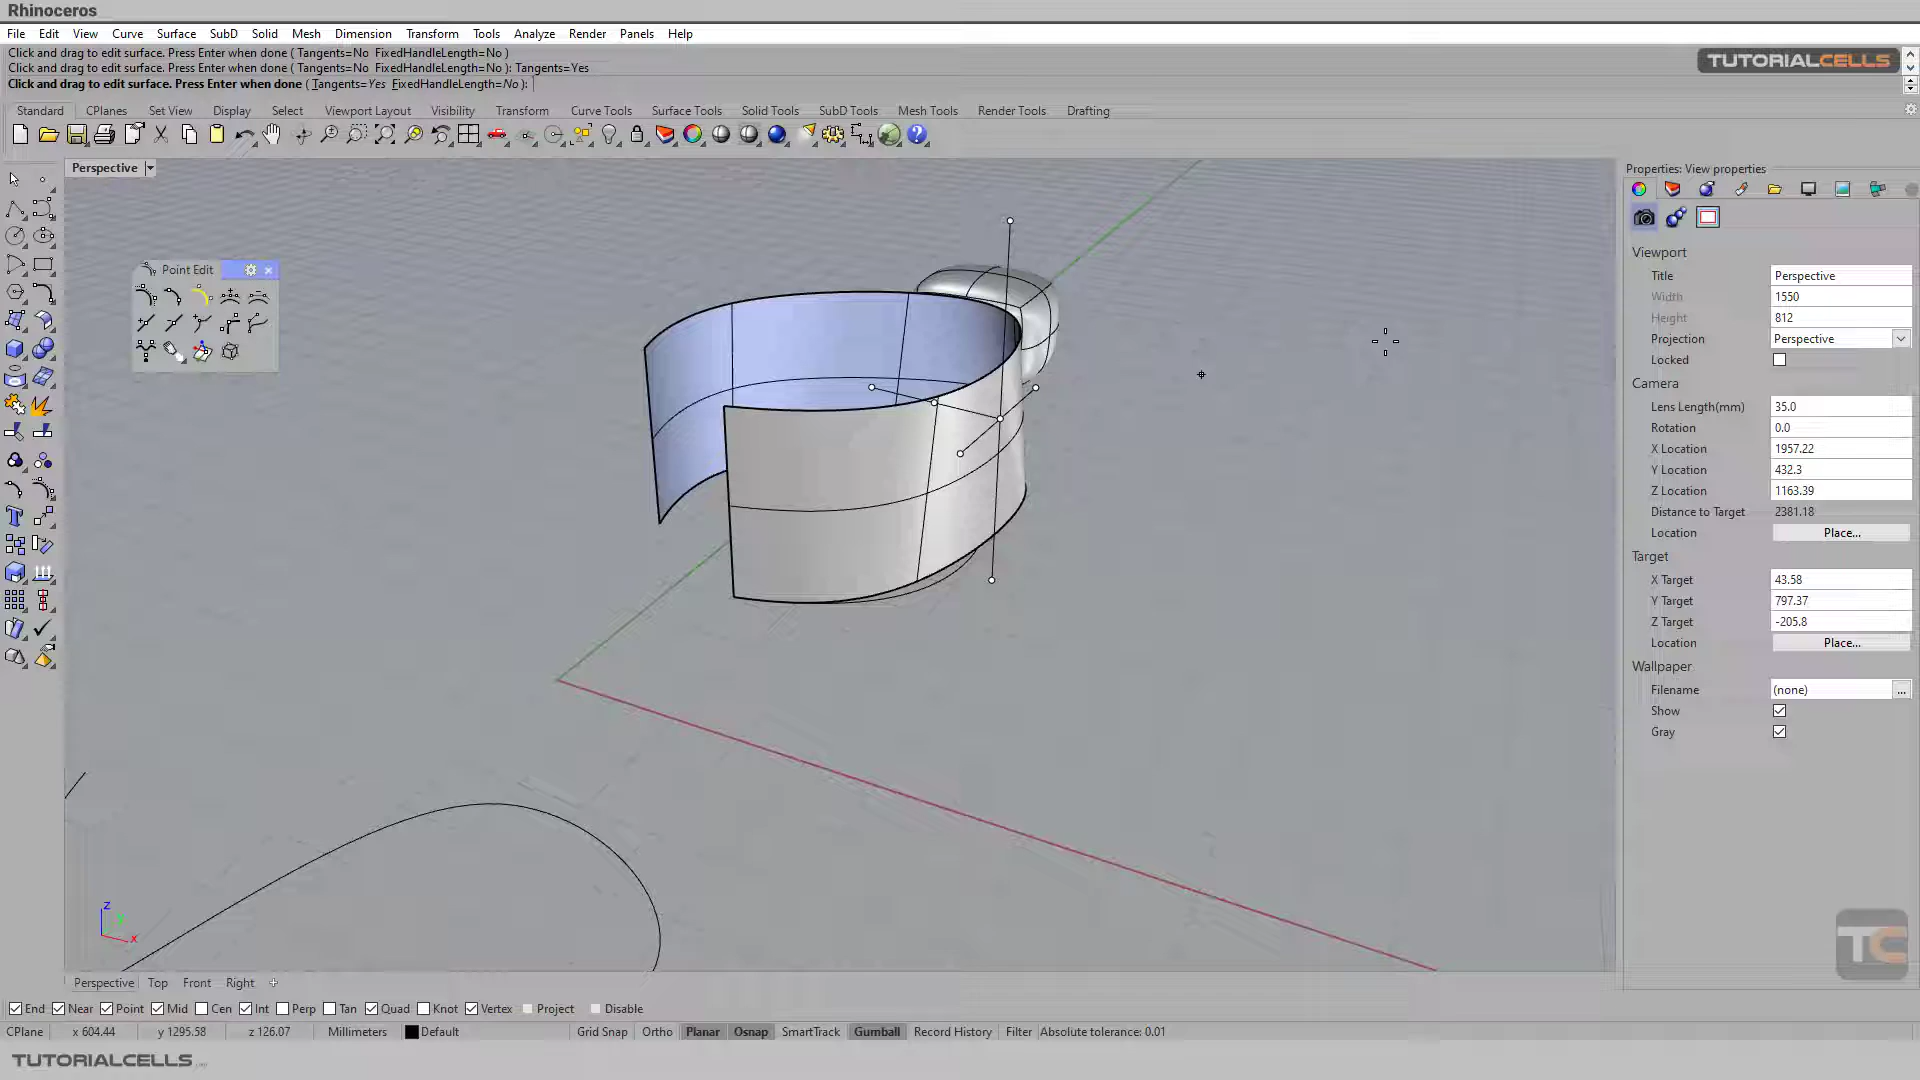 Rhinoceros
File Edit View Curve Surface SubD Solid Mesh Dimension Transform Tools Analyze Render Panels Help
Click and drag to edit surface. Press Enter when done ( Tangents=No FixedHandleLength=No )
Click and drag to edit surface. Press Enter when done ( Tangents=No FixedHandleLength=No ): Tangents=Yes
Click and drag to edit surface. Press Enter when done ( Tangents=Yes FixedHandleLength=No ):
TUTORIALCELLS
Standard CPlanes Set View Display Select Viewport Layout Visibility Transform Curve Tools Surface Tools Solid Tools SubD Tools Mesh Tools Render Tools Drafting
Perspective
Point Edit
Properties: View properties
Viewport
Title Perspective
Width 1550
Height 812
Projection Perspective
Locked
Camera
Lens Length(mm) 35.0
Rotation 0.0
X Location 1957.22
Y Location 432.3
Z Location 1163.39
Distance to Target 2381.18
Location Place...
Target
X Target 43.58
Y Target 797.37
Z Target -205.8
Location Place...
Wallpaper
Filename (none) ...
Show
Gray
z
y
x
TC
Perspective Top Front Right
End Near Point Mid Cen Int Perp Tan Quad Knot Vertex Project Disable
CPlane x 604.44 y 1295.58 z 126.07 Millimeters Default Grid Snap Ortho Planar Osnap SmartTrack Gumball Record History Filter Absolute tolerance: 0.01
TUTORIALCELLS